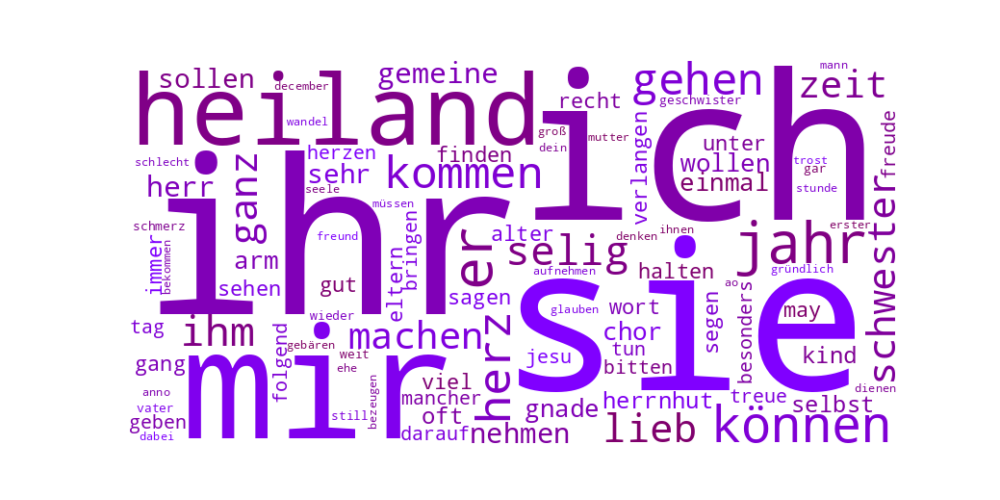 mann
sollen
december
gemeine
gehen
zeit
heiland
ich
recht
geschwister
wandel
groß
dein
mutter
verlangen
unter
freude
schlecht
herzen
finden
wollen
trost
gar
herr
ganz
sehr
kommen
einmal
stunde
ihr
seele
müssen
schmerz
freund
er
alter
denken
ihnen
erster
selig
jahr
immer
bekommen
arm
bringen
eltern
aufnehmen
halten
gründlich
schwester
sehen
gut
sagen
sie
ao
besonders
tag
ihm
wieder
machen
herz
glauben
wort
segen
may
folgend
gebären
weit
chor
tun
gang
mir
ehe
jesu
bitten
kind
anno
viel
mancher
bezeugen
herrnhut
treue
dienen
vater
still
oft
gnade
selbst
geben
dabei
darauf
nehmen
lieb
können